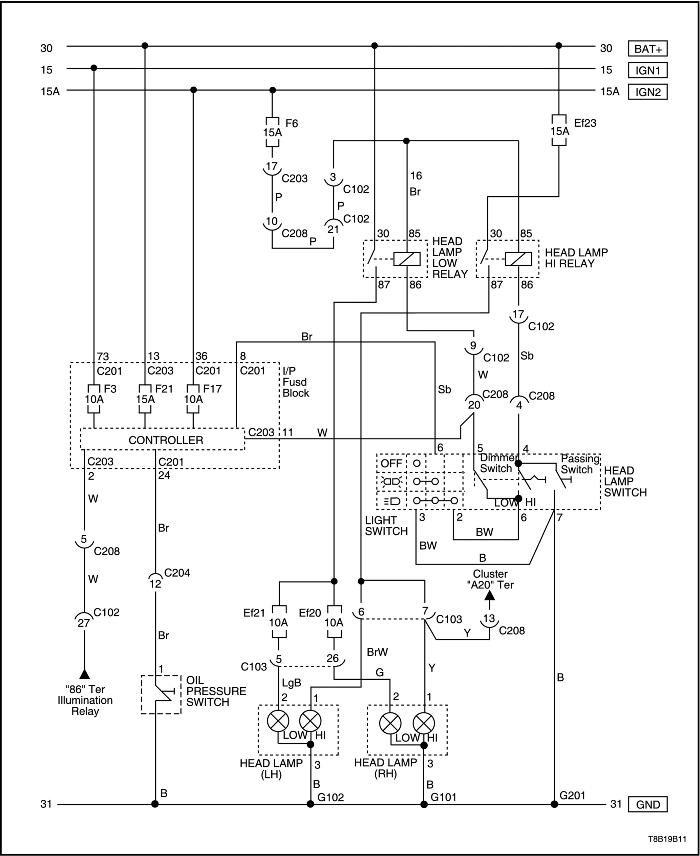 30 30 BAT+
15 15 IGN1
15A 15A IGN2
F6
15A
Ef23
15A
17
C203
3
C102
16
Br
P
P
10
C208
21
C102
P
30 85
HEAD
LAMP
LOW
RELAY
87 86
30 85
HEAD LAMP
HI RELAY
87 86
17
C102
Br
9
C102
Sb
73 13 36 8
C201 C203 C201 C201
I/P
Fusd
Block
F3
10A
F21
15A
F17
10A
W
Sb
C208
20
C208
4
CONTROLLER
C203 11
W
C203 C201
2 24
6 5 4
OFF
Dimmer
Switch
Passing
Switch
HEAD
LAMP
SWITCH
LOW HI
LIGHT
SWITCH
3 2 6 7
BW
BW
B
W
Br
5
C208
W
C204
12
27
C102
Br
Cluster
"A20" Ter
Ef21
10A
Ef20
10A
6 7
C103
13
C208
Y
C103
5 26
BrW
G
Y
LgB
1
OIL
PRESSURE
SWITCH
"86" Ter
Illumination
Relay
B
2 1
2 1
LOW HI
LOW HI
HEAD LAMP
(LH)
HEAD LAMP
(RH)
3
3
B
B
B
G102
G101
G201
31 31 GND
T8B19B11